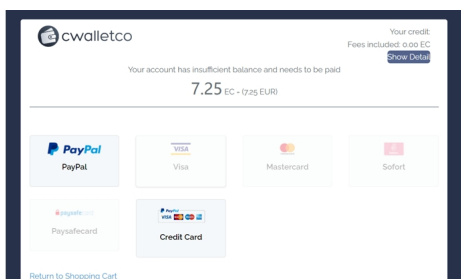 cwalletco
Your credit:
Fees included: 0.00 EC
Show Detail
Your account has insufficient balance and needs to be paid
7.25 EC = (7.25 EUR)
PayPal
PayPal
VISA
Visa
Mastercard
Sofort
paysafe
Paysafecard
PayPal
VISA
Credit Card
Return to Shopping Cart